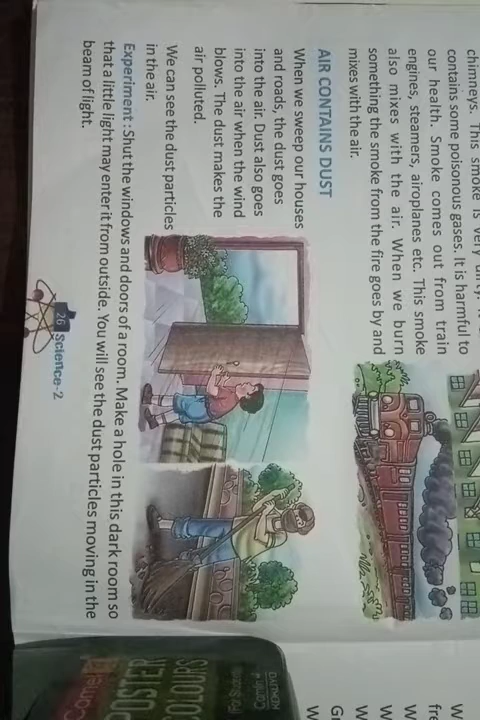 chimneys. This smoke is very
contains some poisonous gases. It is harmful to
our health. Smoke comes out from train
engines, steamers, airoplanes etc. This smoke
also mixes with the air. When we burn
something the smoke from the fire goes by and
mixes with the air.
AIR CONTAINS DUST
When we sweep our houses
and roads, the dust goes
into the air. Dust also goes
into the air when the wind
blows. The dust makes the
air polluted.
We can see the dust particles
in the air.
Experiment : Shut the windows and doors of a room. Make a hole in this dark room so
that a little light may enter it from outside. You will see the dust particles moving in the
beam of light.
26 Science-2
Camel
POSTER
COLOURS